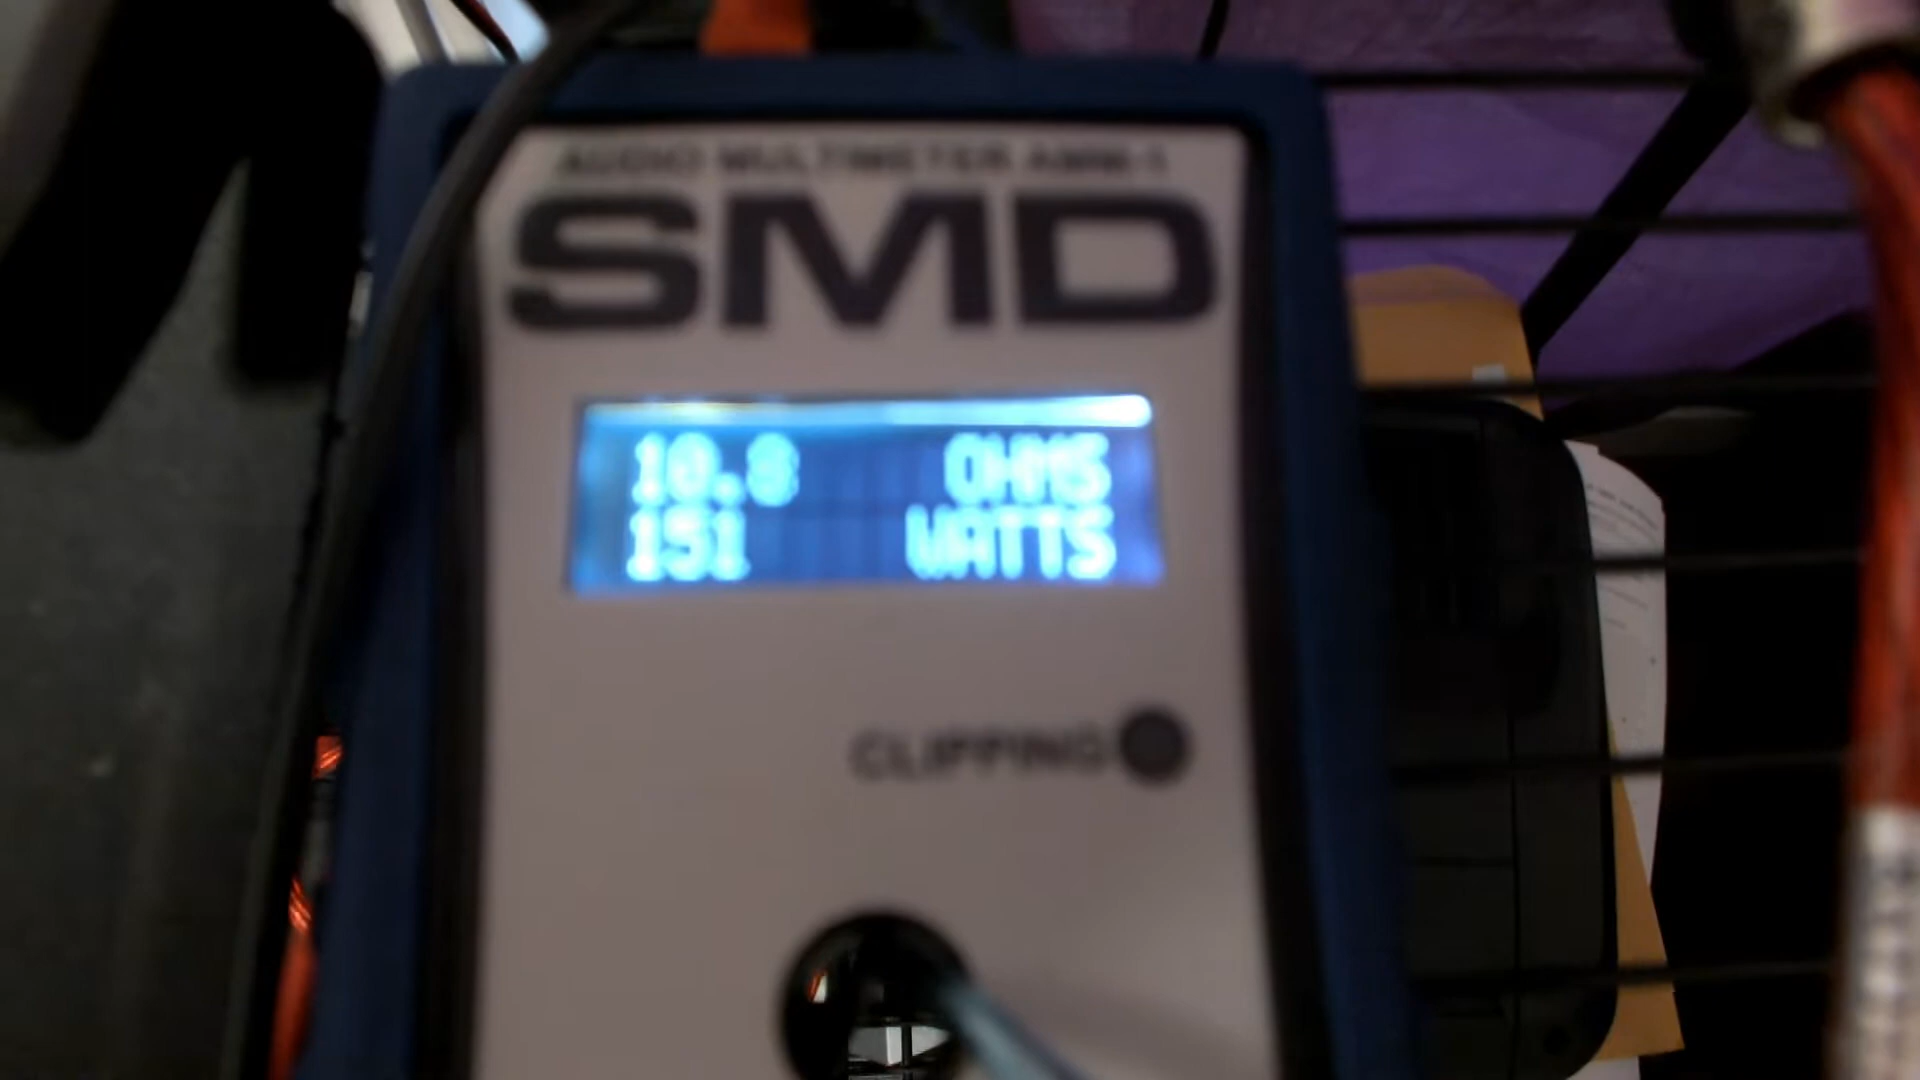 AUDIO MULTIMETER AMM-1
SMD
10.8 OHMS
151 WATTS
CLIPPING